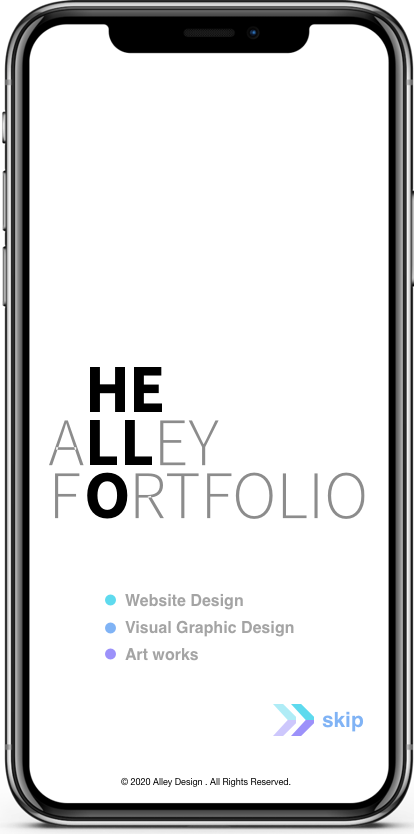 HE
ALLEY
FORTFOLIO
Website Design
Visual Graphic Design
Art works
skip
© 2020 Alley Design . All Rights Reserved.